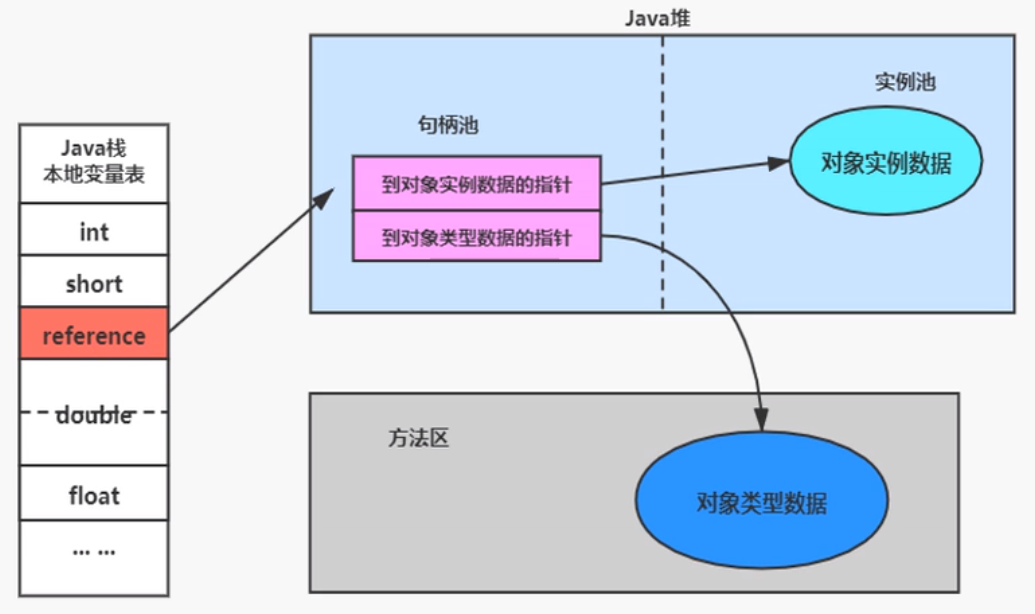 Java堆
实例池
句柄池
Java栈
本地变量表
对象实例数据
到对象实例数据的指针
到对象类型数据的指针
int
short
reference
double
方法区
float
对象类型数据
... ...